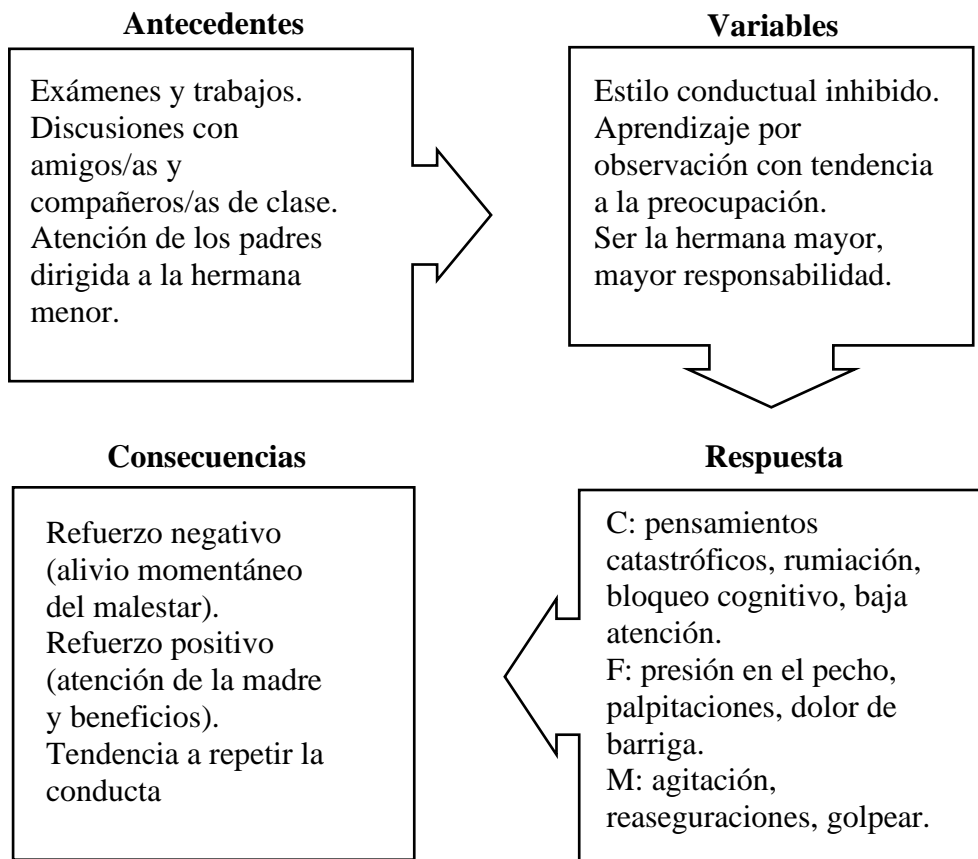 Antecedentes
Exámenes y trabajos.
Discusiones con
amigos/as y
compañeros/as de clase.
Atención de los padres
dirigida a la hermana
menor.
Variables
Estilo conductual inhibido.
Aprendizaje por
observación con tendencia
a la preocupación.
Ser la hermana mayor,
mayor responsabilidad.
Respuesta
C: pensamientos
catastróficos, rumiación,
bloqueo cognitivo, baja
atención.
F: presión en el pecho,
palpitaciones, dolor de
barriga.
M: agitación,
reaseguraciones, golpear.
Consecuencias
Refuerzo negativo
(alivio momentáneo
del malestar).
Refuerzo positivo
(atención de la madre
y beneficios).
Tendencia a repetir la
conducta